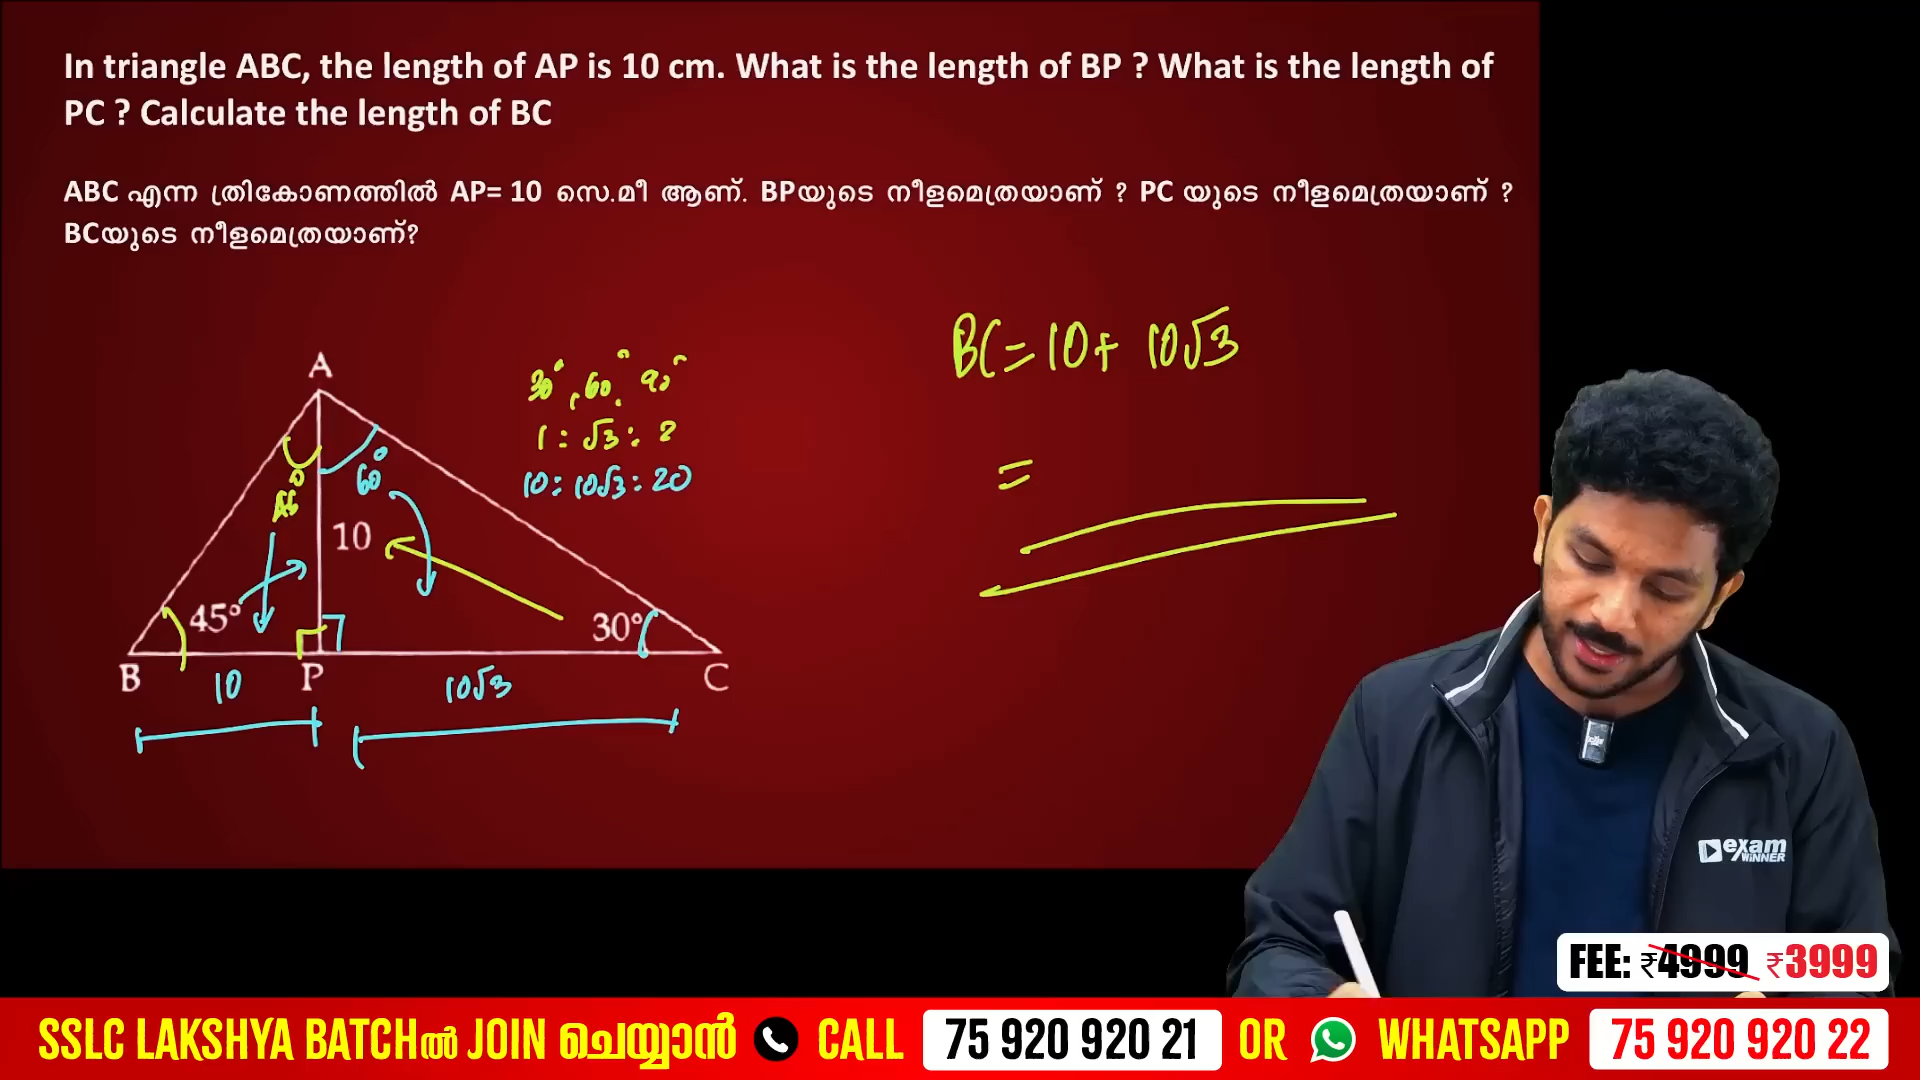 In triangle ABC, the length of AP is 10 cm. What is the length of BP ? What is the length of
PC ? Calculate the length of BC
ABC എന്ന ത്രികോണത്തിൽ AP= 10 സെ.മീ ആണ്. BPയുടെ നീളമെത്രയാണ് ? PC യുടെ നീളമെത്രയാണ് ?
BCയുടെ നീളമെത്രയാണ്?
BC = 10 + 10√3
=
A
30°, 60°, 90°
1 : √3 : 2
10 : 10√3 : 20
60°
10
45°
30°
B
P
C
10
10√3
exam
WINNER
FEE: ₹4999 ₹3999
SSLC LAKSHYA BATCHൽ JOIN ചെയ്യാൻ CALL 75 920 920 21 OR WHATSAPP 75 920 920 22